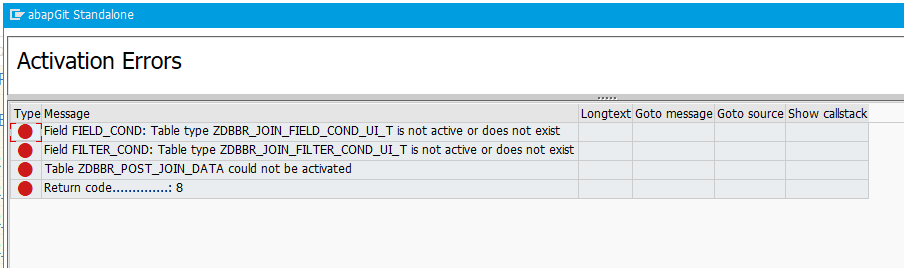 abapGit Standalone
Activation Errors
Type Message Longtext Goto message Goto source Show callstack
Field FIELD_COND: Table type ZDBBR_JOIN_FIELD_COND_UI_T is not active or does not exist
Field FILTER_COND: Table type ZDBBR_JOIN_FILTER_COND_UI_T is not active or does not exist
Table ZDBBR_POST_JOIN_DATA could not be activated
Return code..............: 8